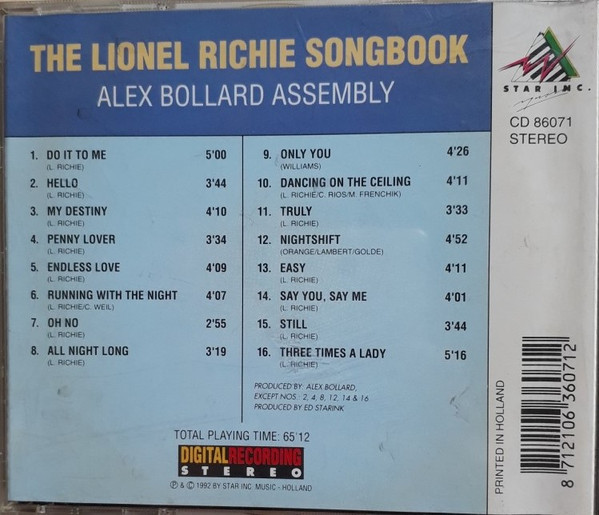 THE LIONEL RICHIE SONGBOOK
ALEX BOLLARD ASSEMBLY
STAR INC.
CD 86071
STEREO
1. DO IT TO ME 5'00
(L. RICHIE)
2. HELLO 3'44
(L. RICHIE)
3. MY DESTINY 4'10
(L. RICHIE)
4. PENNY LOVER 3'34
(L. RICHIE)
5. ENDLESS LOVE 4'09
(L. RICHIE)
6. RUNNING WITH THE NIGHT 4'07
(L. RICHIE/C. WEIL)
7. OH NO 2'55
(L. RICHIE)
8. ALL NIGHT LONG 3'19
(L. RICHIE)
9. ONLY YOU 4'26
(WILLIAMS)
10. DANCING ON THE CEILING 4'11
(L. RICHIE/C. RIOS/M. FRENCHIK)
11. TRULY 3'33
(L. RICHIE)
12. NIGHTSHIFT 4'52
(ORANGE/LAMBERT/GOLDE)
13. EASY 4'11
(L. RICHIE)
14. SAY YOU, SAY ME 4'01
(L. RICHIE)
15. STILL 3'44
(L. RICHIE)
16. THREE TIMES A LADY 5'16
(L. RICHIE)
PRODUCED BY: ALEX BOLLARD,
EXCEPT NOS.: 2, 4, 8, 12, 14 & 16
PRODUCED BY ED STARINK
TOTAL PLAYING TIME: 65'12
DIGITAL RECORDING
STEREO
℗ & © 1992 BY STAR INC. MUSIC - HOLLAND
PRINTED IN HOLLAND
8 712106 360712